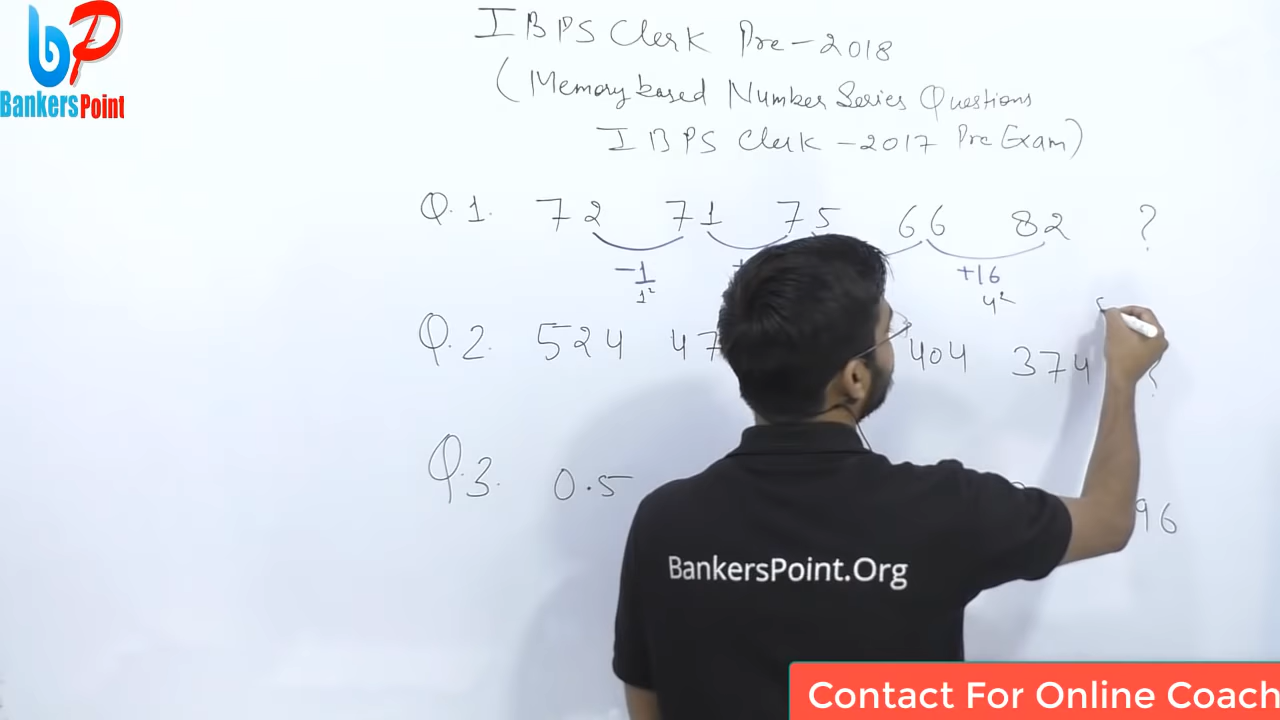 bp
BankersPoint
IBPS Clerk Pre-2018
(Memory based Number Series Questions
IBPS Clerk -2017 Pre Exam)
Q.1. 72 71 75 66 82 ?
-1 +16
1² 4²
Q.2. 524 47 404 374 ?
Q.3. 0.5 96
BankersPoint.Org
Contact For Online Coach